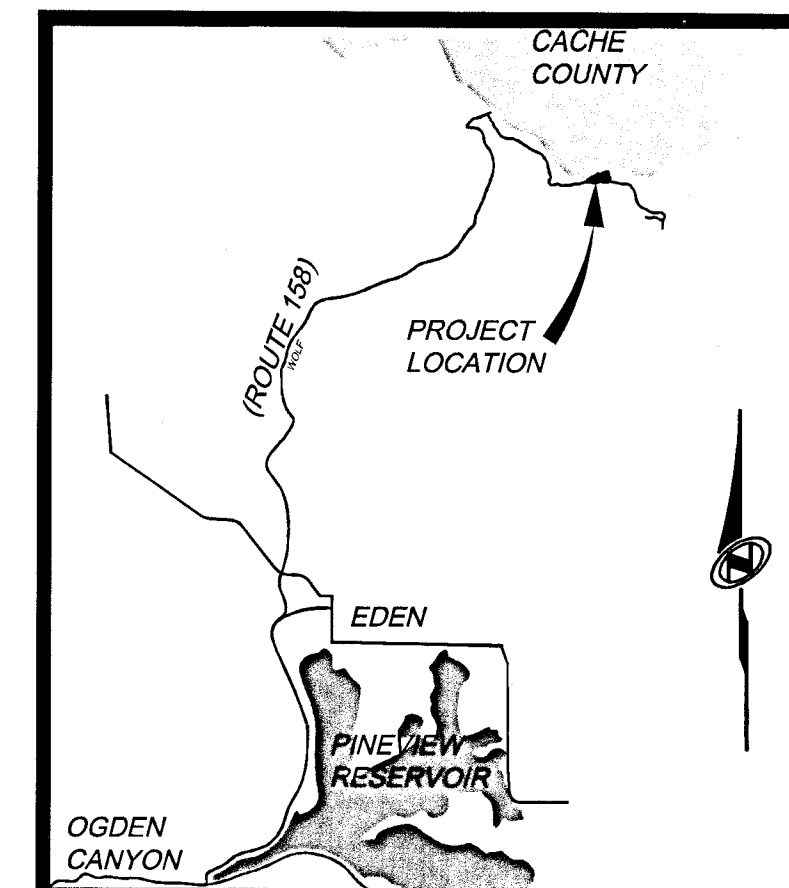 CACHE
COUNTY
(ROUTE 158)
WOLF
PROJECT
LOCATION
N
EDEN
PINEVIEW
RESERVOIR
OGDEN
CANYON